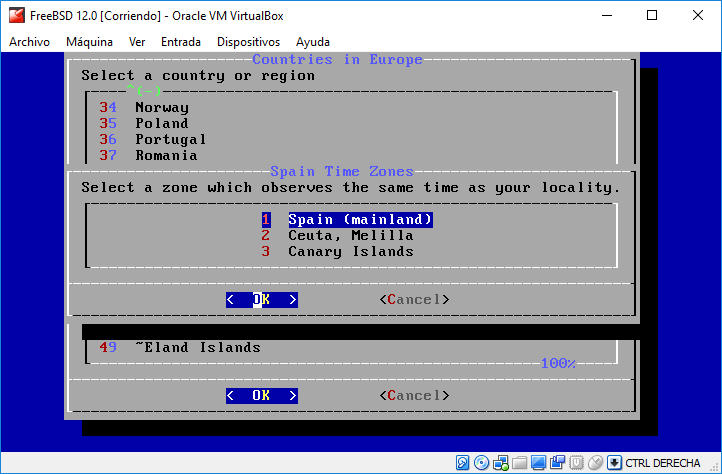 FreeBSD 12.0 [Corriendo] - Oracle VM VirtualBox
Archivo Máquina Ver Entrada Dispositivos Ayuda
Countries in Europe
Select a country or region
^(-)
34 Norway
35 Poland
36 Portugal
37 Romania
Spain Time Zones
Select a zone which observes the same time as your locality.
1 Spain (mainland)
2 Ceuta, Melilla
3 Canary Islands
< OK > <Cancel>
49 ~Eland Islands
100%
< OK > <Cancel>
CTRL DERECHA